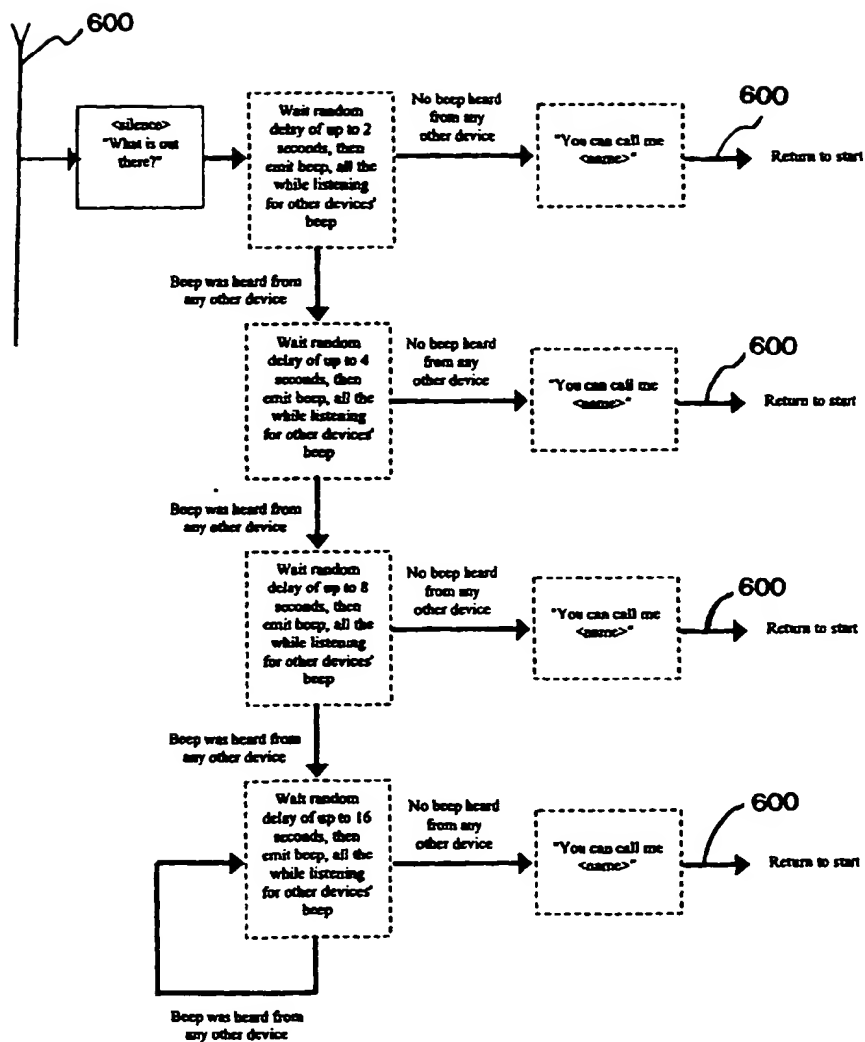 600
<silence>
"What is out
there?"
Wait random
delay of up to 2
seconds, then
emit beep, all the
while listening
for other devices'
beep
No beep heard
from any
other device
"You can call me
<name>"
600
Return to start
Beep was heard from
any other device
Wait random
delay of up to 4
seconds, then
emit beep, all the
while listening
for other devices'
beep
No beep heard
from any
other device
"You can call me
<name>"
600
Return to start
Beep was heard from
any other device
Wait random
delay of up to 8
seconds, then
emit beep, all the
while listening
for other devices'
beep
No beep heard
from any
other device
"You can call me
<name>"
600
Return to start
Beep was heard from
any other device
Wait random
delay of up to 16
seconds, then
emit beep, all the
while listening
for other devices'
beep
No beep heard
from any
other device
"You can call me
<name>"
600
Return to start
Beep was heard from
any other device